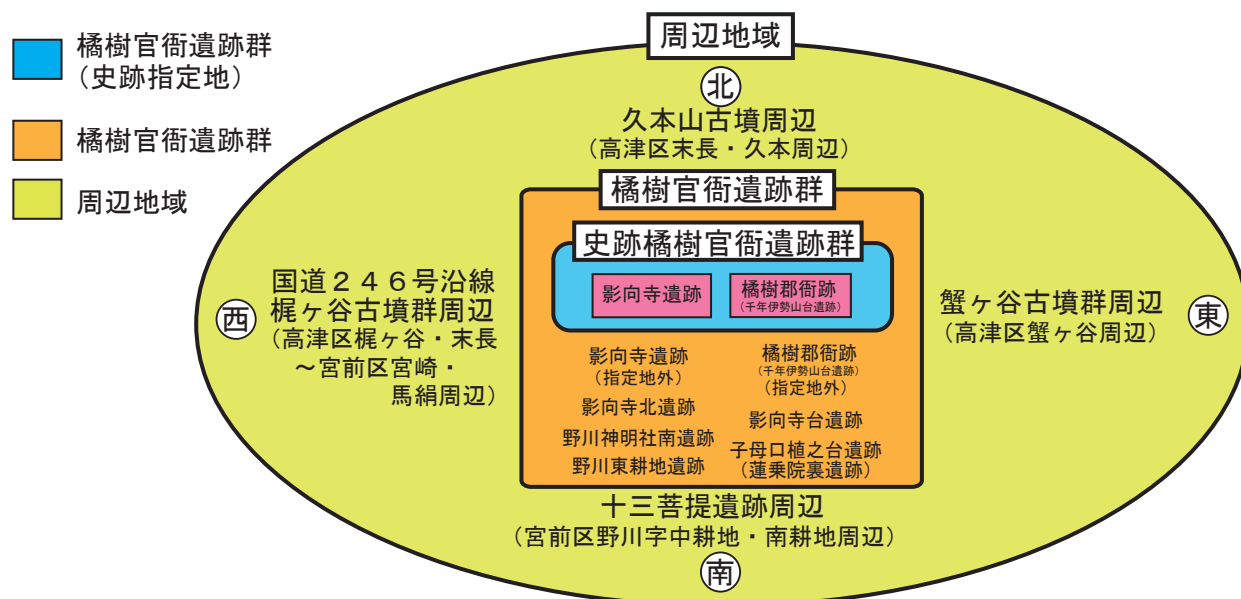 橘樹官衙遺跡群
（史跡指定地）
橘樹官衙遺跡群
周辺地域
周辺地域
北
久本山古墳周辺
（高津区末長・久本周辺）
橘樹官衙遺跡群
史跡橘樹官衙遺跡群
影向寺遺跡
橘樹郡衙跡
（千年伊勢山台遺跡）
西
国道２４６号沿線
梶ヶ谷古墳群周辺
（高津区梶ヶ谷・末長
～宮前区宮崎・
馬絹周辺）
蟹ヶ谷古墳群周辺
（高津区蟹ヶ谷周辺）
東
影向寺遺跡
（指定地外）
影向寺北遺跡
野川神明社南遺跡
野川東耕地遺跡
橘樹郡衙跡
（千年伊勢山台遺跡）
（指定地外）
影向寺台遺跡
子母口植之台遺跡
（蓮乗院裏遺跡）
十三菩提遺跡周辺
（宮前区野川字中耕地・南耕地周辺）
南